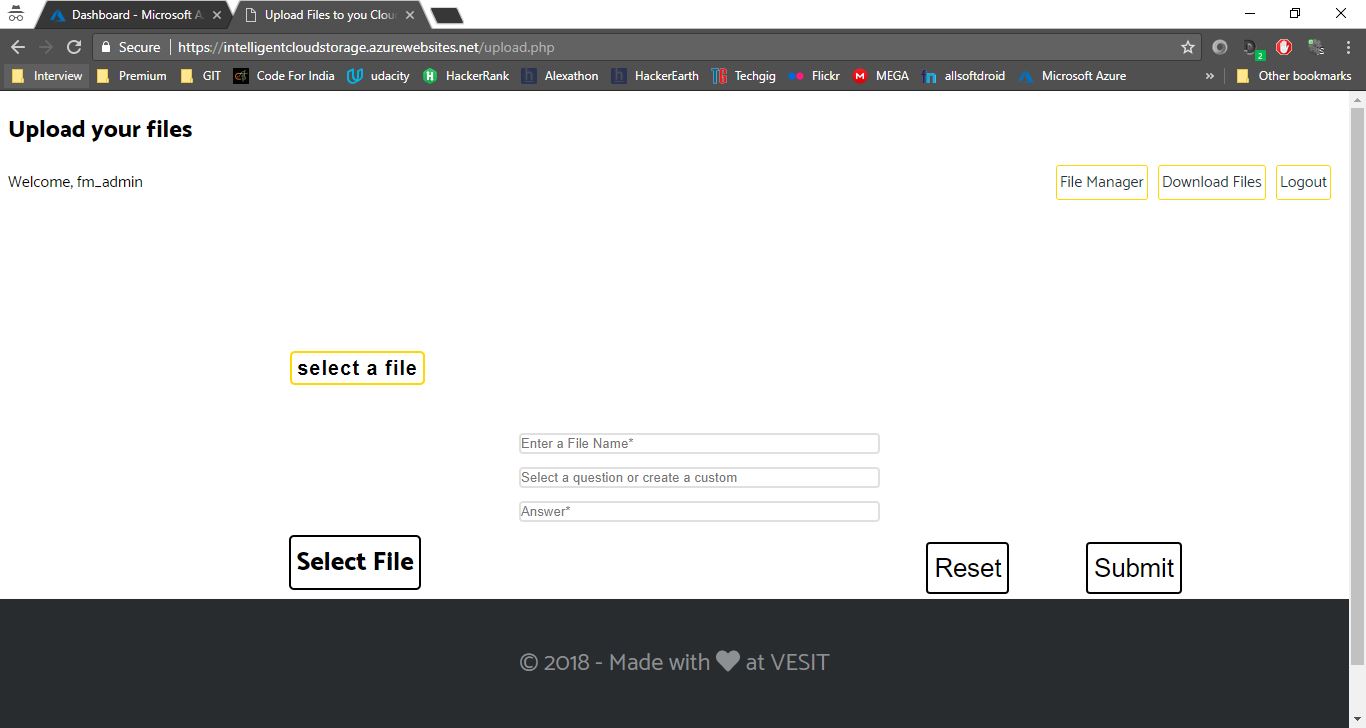 Dashboard - Microsoft A
Upload Files to you Clou
Secure https://intelligentcloudstorage.azurewebsites.net/upload.php
2
Interview Premium GIT Code For India udacity HackerRank Alexathon HackerEarth Techgig Flickr MEGA allsoftdroid Microsoft Azure » Other bookmarks
Upload your files
Welcome, fm_admin
File Manager Download Files Logout
select a file
Enter a File Name*
Select a question or create a custom
Answer*
Select File Reset Submit
© 2018 - Made with at VESIT